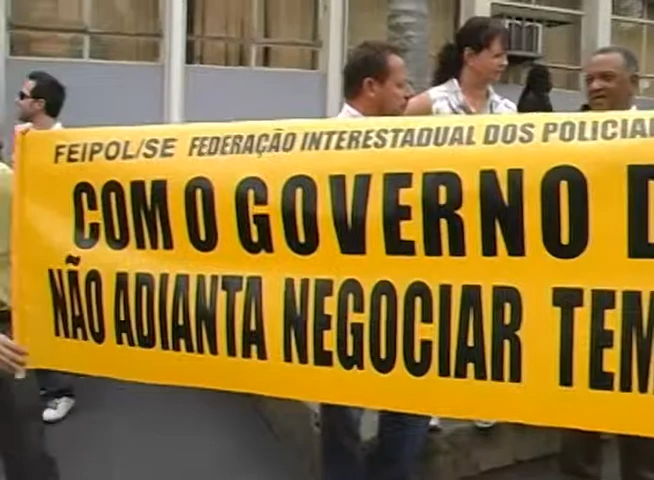 FEIPOL/SE FEDERAÇÃO INTERESTADUAL DOS POLICIAI
COM O GOVERNO D
NÃO ADIANTA NEGOCIAR TEM